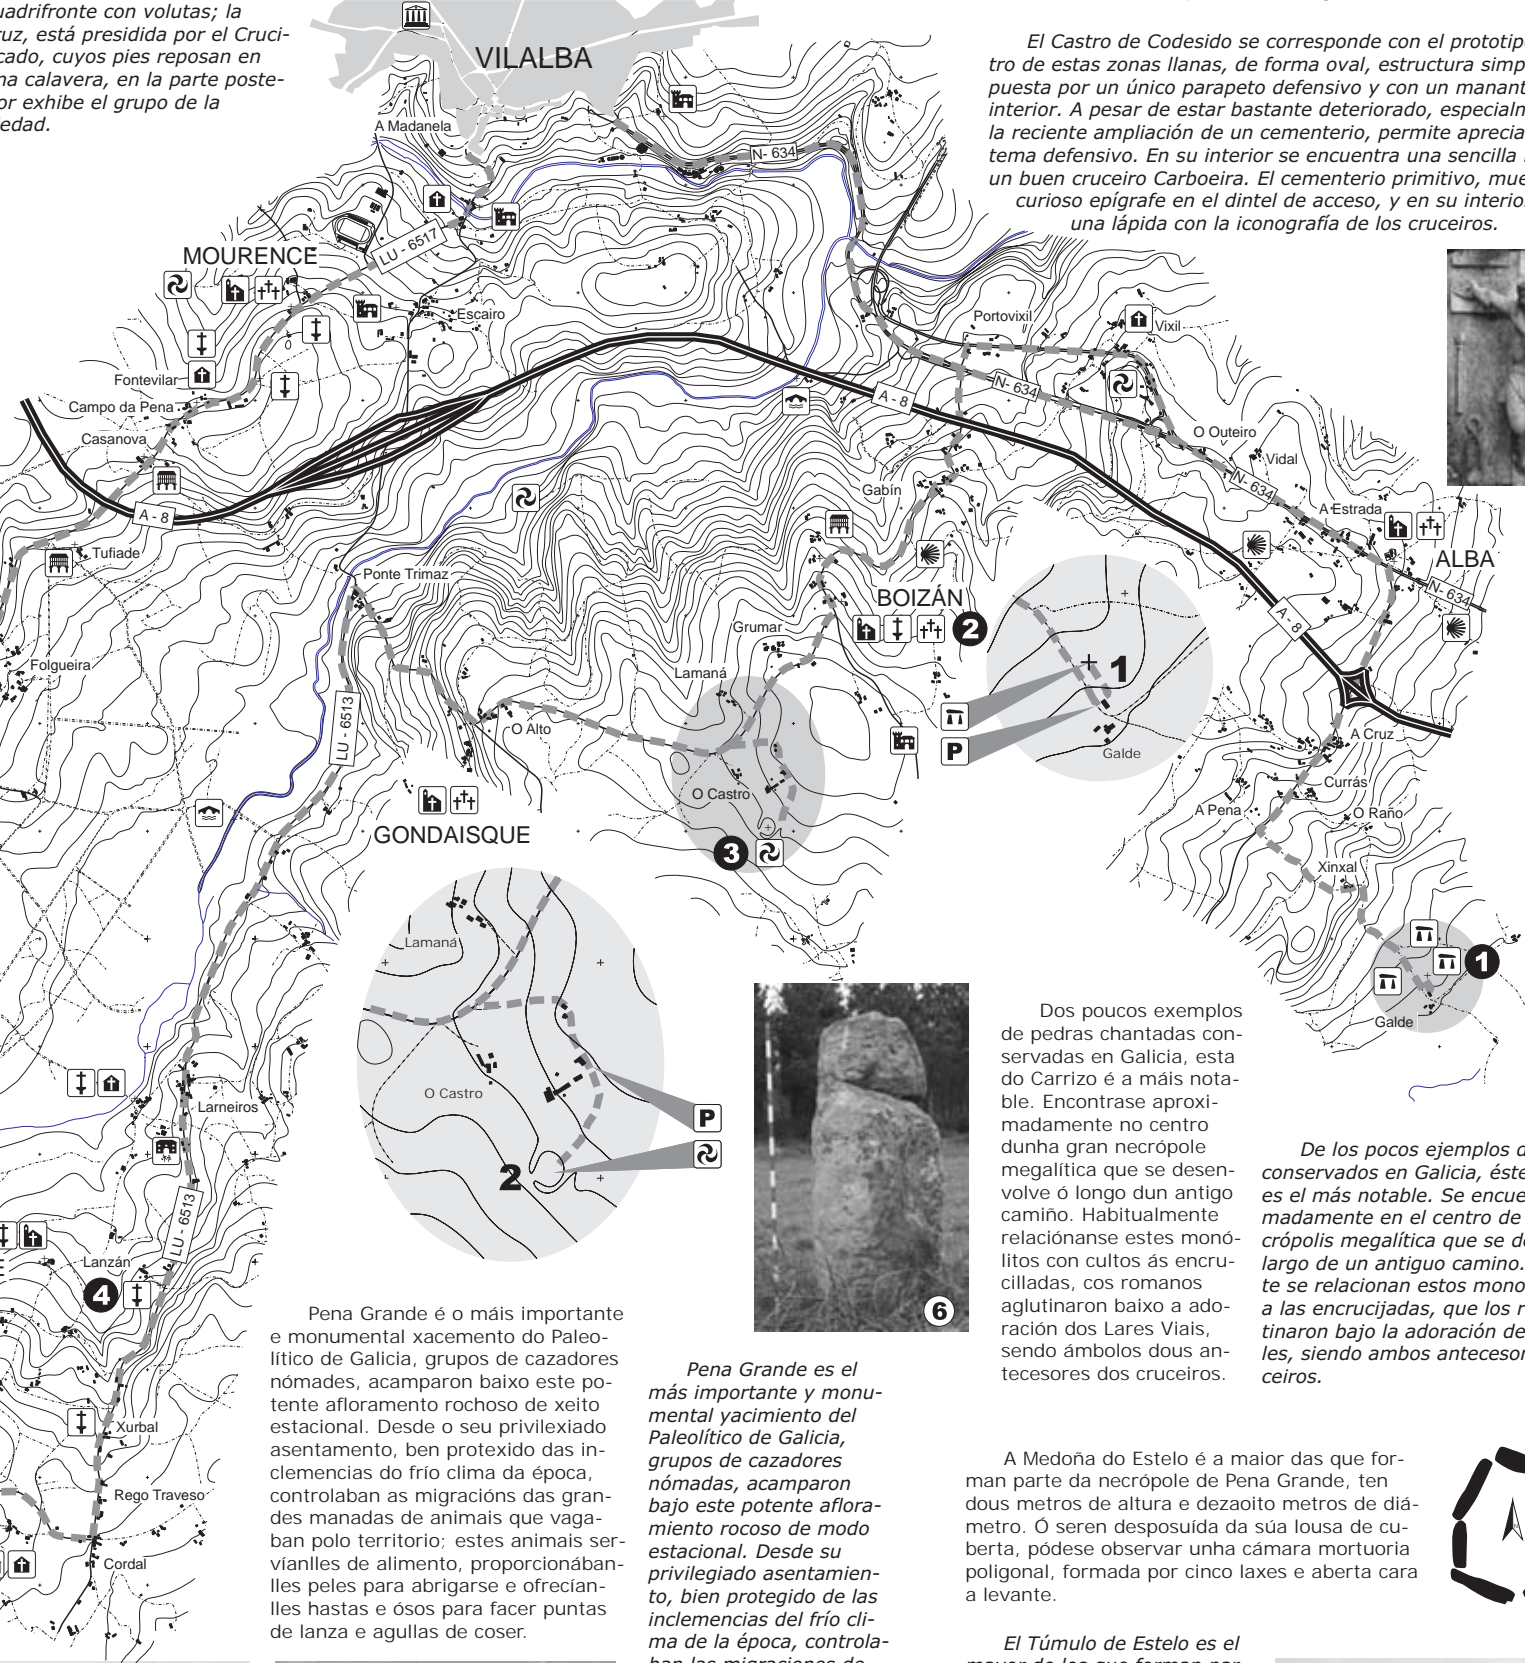 cuyos pies reposan en
calavera, en la parte poste-
exhibe el grupo de la
con volutas; la
está presidida por el Cruci-
El Castro de Codesido se corresponde con el
de estas zonas llanas, de forma oval, estructura
por un único parapeto defensivo y con un
interior. A pesar de estar bastante deteriorado,
la reciente ampliación de un cementerio, permite
defensivo. En su interior se encuentra una sencilla
un buen cruceiro Carboeira. El cementerio primitivo,
curioso epígrafe en el dintel de acceso, y en su
una lápida con la iconografía de los cruceiros.
VILALBA
A Madanela
N- 634
LU - 6517
MOURENCE
Escairo
Portovixil
Vixil
Fontevilar
Campo da Pena
Casanova
A - 8
N- 634
O Outeiro
Vidal
N- 634
Gabín
A Estrada
A - 8
Tufiade
ALBA
Ponte Trimaz
N- 634
BOIZÁN
2
A - 8
Grumar
Folgueira
Lamaná
1
P
Galde
LU - 6513
O Alto
A Cruz
Currás
O Castro
A Pena
O Raño
GONDAISQUE
3
Xinxal
Lamaná
1
Galde
O Castro
P
2
Larneiros
LU - 6513
Lanzán
4
Xurbal
Rego Traveso
Cordal
6
Dos poucos exemplos
de pedras chantadas con-
servadas en Galicia, esta
do Carrizo é a máis nota-
ble. Encontrase aproxi-
madamente no centro
dunha gran necrópole
megalítica que se desen-
volve ó longo dun antigo
camiño. Habitualmente
relaciónanse estes monó-
litos con cultos ás encru-
cilladas, cos romanos
aglutinaron baixo a ado-
ración dos Lares Viais,
sendo ámbolos dous an-
tecesores dos cruceiros.
De los pocos ejemplos
conservados en Galicia, éste
es el más notable. Se
madamente en el centro de
crópolis megalítica que se
largo de un antiguo camino.
te se relacionan estos
a las encrucijadas, que los
tinaron bajo la adoración de
les, siendo ambos
ceiros.
Pena Grande é o máis importante
e monumental xacemento do Paleo-
lítico de Galicia, grupos de cazadores
nómades, acamparon baixo este po-
tente afloramento rochoso de xeito
estacional. Desde o seu privilexiado
asentamento, ben protexido das in-
clemencias do frío clima da época,
controlaban as migracións das gran-
des manadas de animais que vaga-
ban polo territorio; estes animais ser-
víanlles de alimento, proporcionában-
lles peles para abrigarse e ofrecían-
lles hastas e ósos para facer puntas
de lanza e agullas de coser.
Pena Grande es el
más importante y monu-
mental yacimiento del
Paleolítico de Galicia,
grupos de cazadores
nómadas, acamparon
bajo este potente aflora-
miento rocoso de modo
estacional. Desde su
privilegiado asentamien-
to, bien protegido de las
inclemencias del frío cli-
ma de la época, controla-
ban las migraciones de
A Medoña do Estelo é a maior das que for-
man parte da necrópole de Pena Grande, ten
dous metros de altura e dezaoito metros de diá-
metro. Ó seren desposuída da súa lousa de cu-
berta, pódese observar unha cámara mortuoria
poligonal, formada por cinco laxes e aberta cara
a levante.
El Túmulo de Estelo es el
mayor de los que forman par-